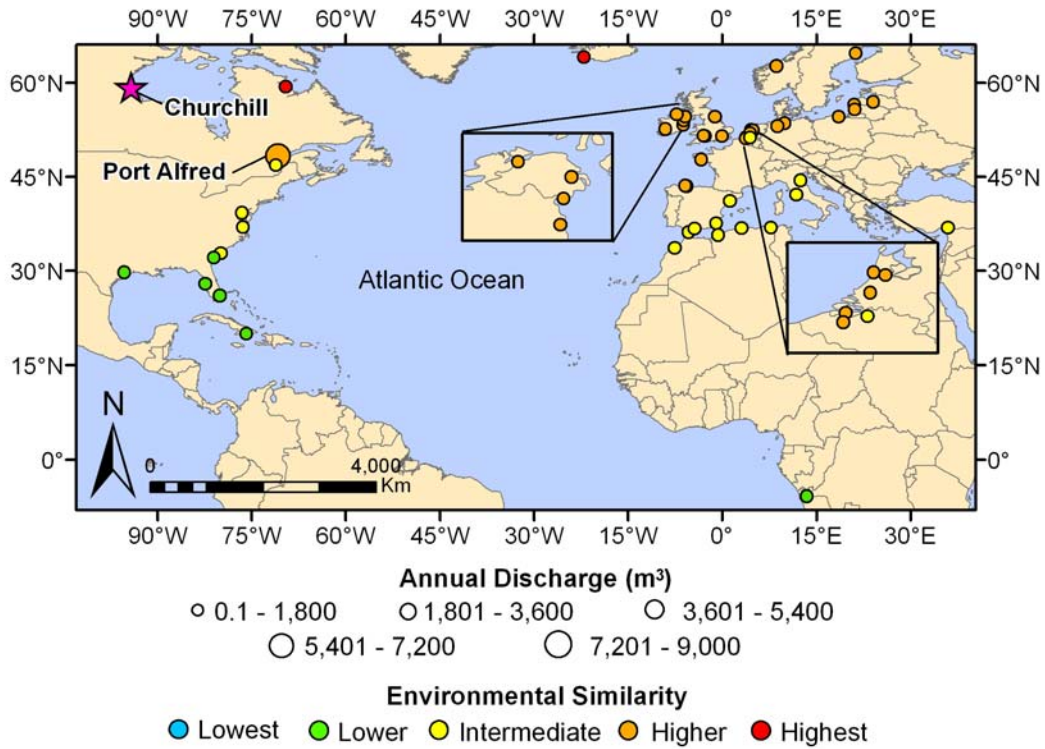 90°W 75°W 60°W 45°W 30°W 15°W 0 15°E 30°E
60°N 60°N
Churchill
Port Alfred
45°N 45°N
30°N 30°N
Atlantic Ocean
15°N 15°N
N
0 4,000
Km
0° 0°
90°W 75°W 60°W 45°W 30°W 15°W 0 15°E 30°E
Annual Discharge (m³)
0.1 - 1,800 1,801 - 3,600 3,601 - 5,400
5,401 - 7,200 7,201 - 9,000
Environmental Similarity
Lowest Lower Intermediate Higher Highest